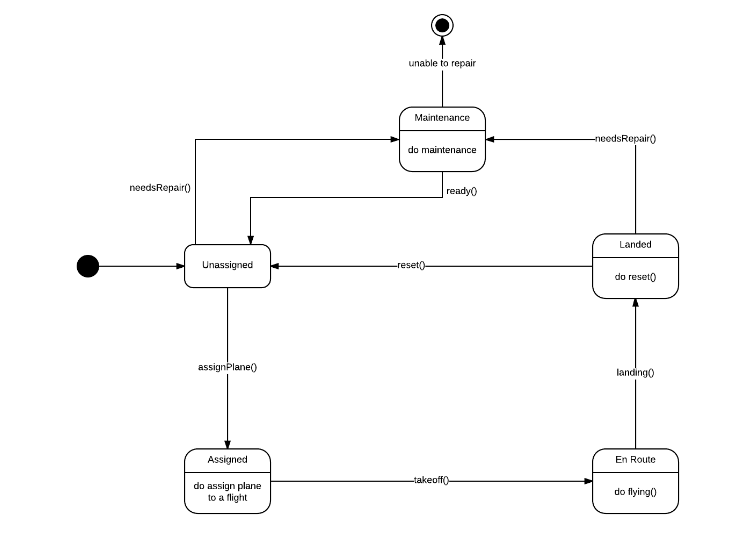 unable to repair
Maintenance
do maintenance
needsRepair()
needsRepair()
ready()
Landed
do reset()
Unassigned
reset()
assignPlane()
landing()
Assigned
do assign plane
to a flight
takeoff()
En Route
do flying()